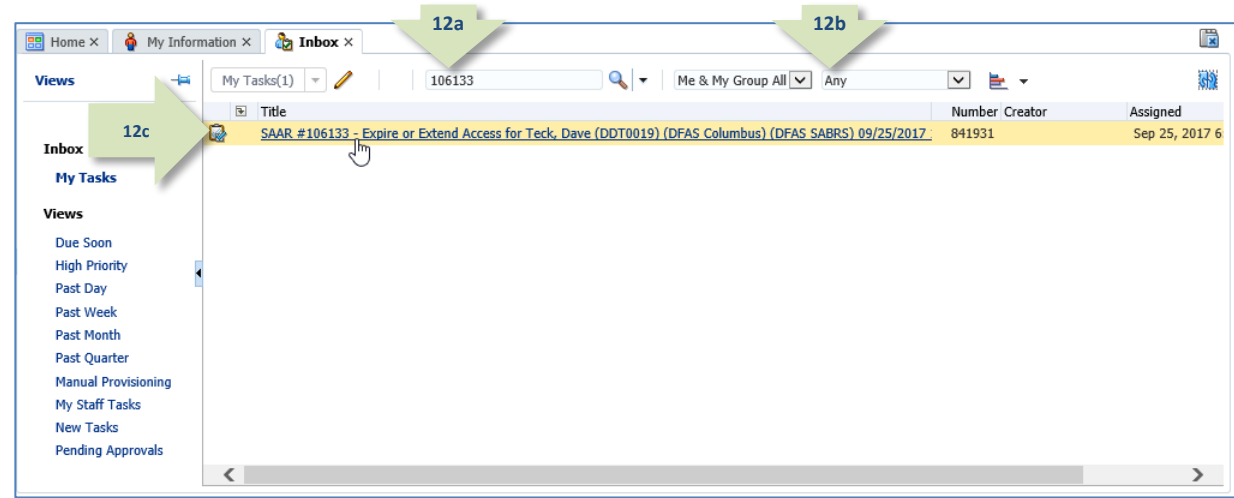 12a
12b
Home × My Information × Inbox ×
Views
My Tasks(1)
106133
Me & My Group All
Any
Title
Number
Creator
Assigned
12c
SAAR #106133 - Expire or Extend Access for Teck, Dave (DDT0019) (DFAS Columbus) (DFAS SABRS) 09/25/2017
841931
Sep 25, 2017 6
Inbox
My Tasks
Views
Due Soon
High Priority
Past Day
Past Week
Past Month
Past Quarter
Manual Provisioning
My Staff Tasks
New Tasks
Pending Approvals